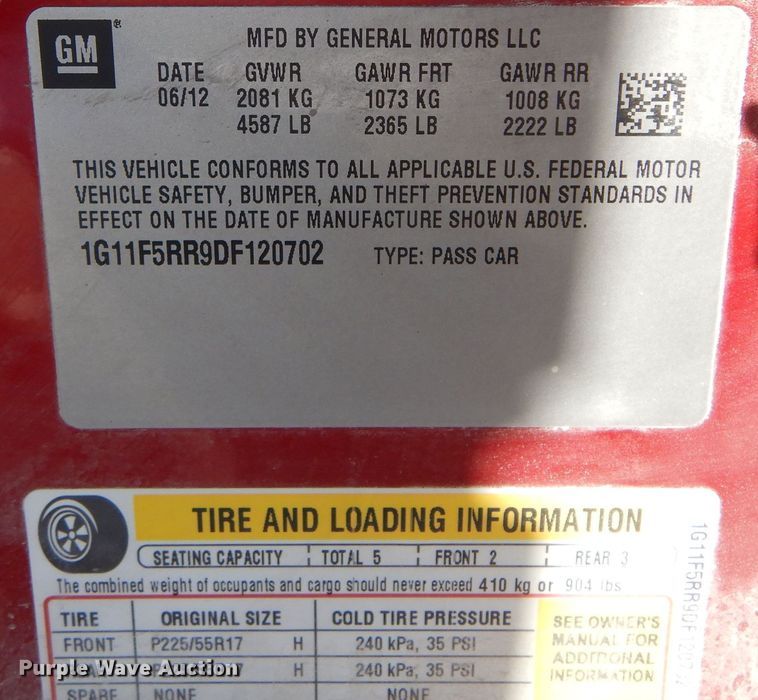 GM
MFD BY GENERAL MOTORS LLC
DATE GVWR GAWR FRT GAWR RR
06/12 2081 KG 1073 KG 1008 KG
4587 LB 2365 LB 2222 LB
THIS VEHICLE CONFORMS TO ALL APPLICABLE U.S. FEDERAL MOTOR
VEHICLE SAFETY, BUMPER, AND THEFT PREVENTION STANDARDS IN
EFFECT ON THE DATE OF MANUFACTURE SHOWN ABOVE.
1G11F5RR9DF120702 TYPE: PASS CAR
TIRE AND LOADING INFORMATION
SEATING CAPACITY TOTAL 5 FRONT 2 REAR 3
The combined weight of occupants and cargo should never exceed 410 kg or 904 lbs
TIRE ORIGINAL SIZE COLD TIRE PRESSURE
FRONT P225/55R17 H 240 kPa, 35 PSI
240 kPa, 35 PSI
SPARE NONE NONE
SEE OWNER'S
MANUAL FOR
ADDITIONAL
INFORMATION
Purple Wave Auction